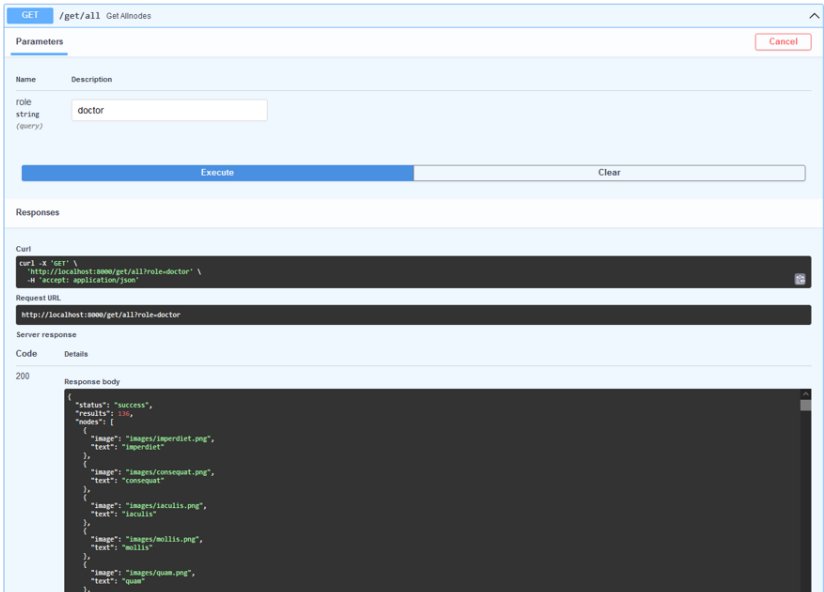 GET /get/all Get Allnodes
Parameters
Cancel
Name Description
role
string
(query)
doctor
Execute Clear
Responses
Curl
curl -X 'GET' \
'http://localhost:8000/get/all?role=doctor' \
-H 'accept: application/json'
Request URL
http://localhost:8000/get/all?role=doctor
Server response
Code Details
200
Response body
{
"status": "success",
"results": 136,
"nodes": [
{
"image": "images/imperdiet.png",
"text": "imperdiet"
},
{
"image": "images/consequat.png",
"text": "consequat"
},
{
"image": "images/iaculis.png",
"text": "iaculis"
},
{
"image": "images/mollis.png",
"text": "mollis"
},
{
"image": "images/quam.png",
"text": "quam"
},